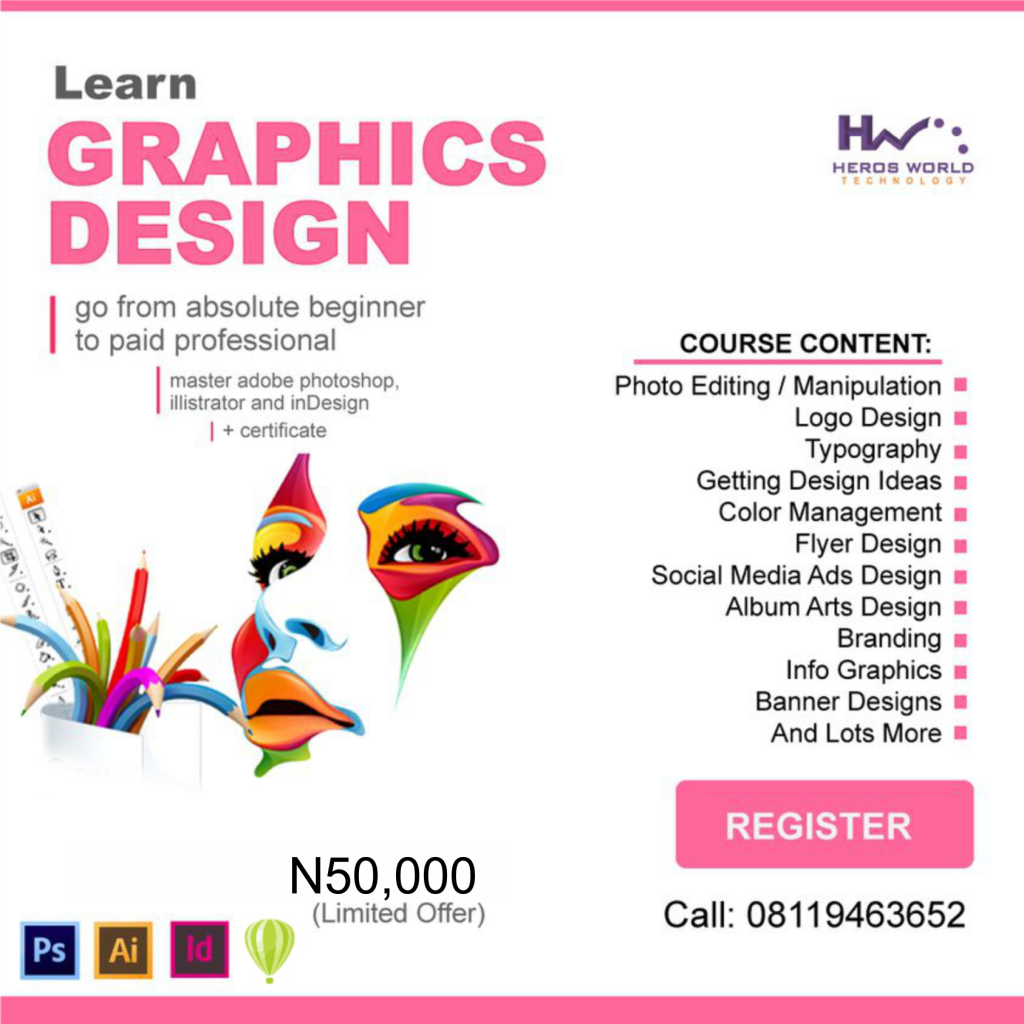 Learn
GRAPHICS
DESIGN
go from absolute beginner
to paid professional
master adobe photoshop,
illistrator and inDesign
+ certificate
HW
HEROS WORLD
TECHNOLOGY
COURSE CONTENT:
Photo Editing / Manipulation
Logo Design
Typography
Getting Design Ideas
Color Management
Flyer Design
Social Media Ads Design
Album Arts Design
Branding
Info Graphics
Banner Designs
And Lots More
REGISTER
Call: 08119463652
Ai
N50,000
(Limited Offer)
Ps
Ai
Id